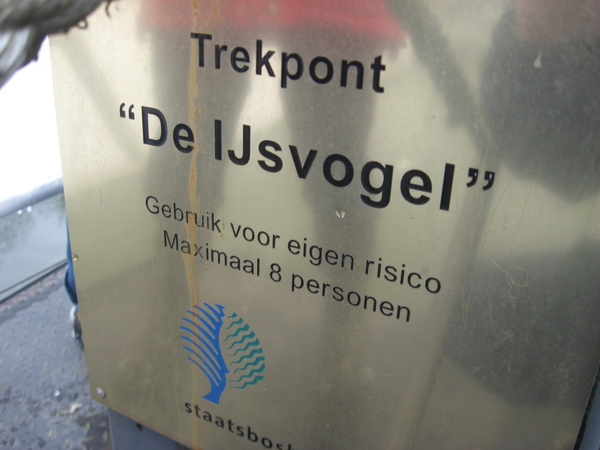 Trekpont
“De IJsvogel”
Gebruik voor eigen risico
Maximaal 8 personen